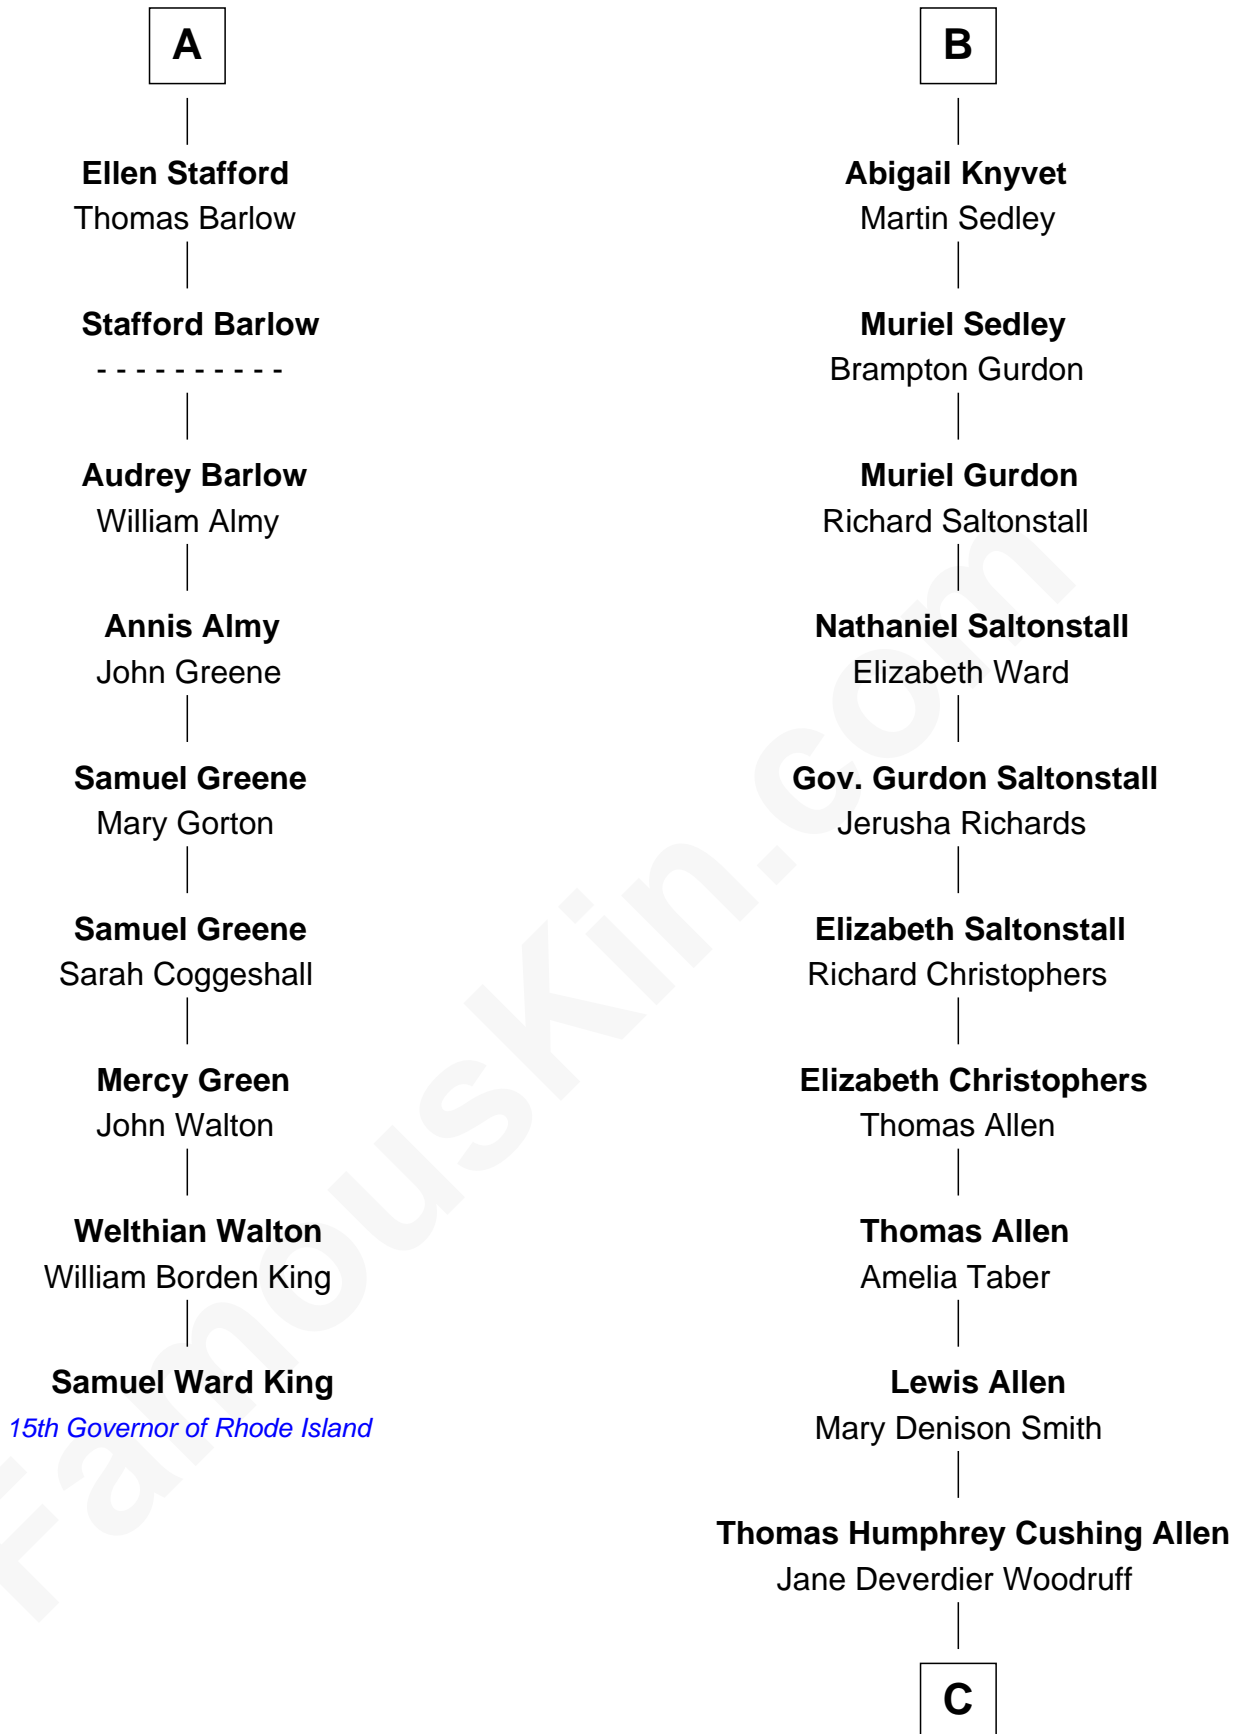 A
Ellen Stafford
Thomas Barlow
Stafford Barlow
- - - - - - - - - -
Audrey Barlow
William Almy
Annis Almy
John Greene
Samuel Greene
Mary Gorton
Samuel Greene
Sarah Coggeshall
Mercy Green
John Walton
Welthian Walton
William Borden King
Samuel Ward King
15th Governor of Rhode Island
B
Abigail Knyvet
Martin Sedley
Muriel Sedley
Brampton Gurdon
Muriel Gurdon
Richard Saltonstall
Nathaniel Saltonstall
Elizabeth Ward
Gov. Gurdon Saltonstall
Jerusha Richards
Elizabeth Saltonstall
Richard Christophers
Elizabeth Christophers
Thomas Allen
Thomas Allen
Amelia Taber
Lewis Allen
Mary Denison Smith
Thomas Humphrey Cushing Allen
Jane Deverdier Woodruff
C
FamousKin.com